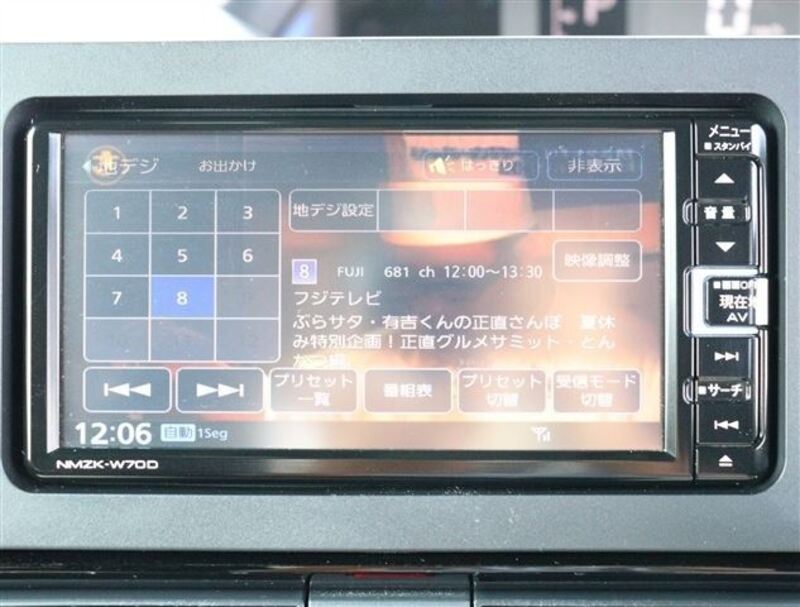 P 0
地デジ お出かけ はっきり 非表示
1 2 3
4 5 6
7 8
地デジ設定
映像調整
8 FUJI 681 ch 12:00〜13:30
フジテレビ
ぶらサタ・有吉くんの正直さんぽ 夏休
み特別企画！正直グルメサミット・とん
プリセット
一覧
番組表
プリセット
切替
受信モード
切替
12:06 自動 1Seg
NMZK-W70D
メニュー
スタンバイ
音量
現在
AV
サーチ